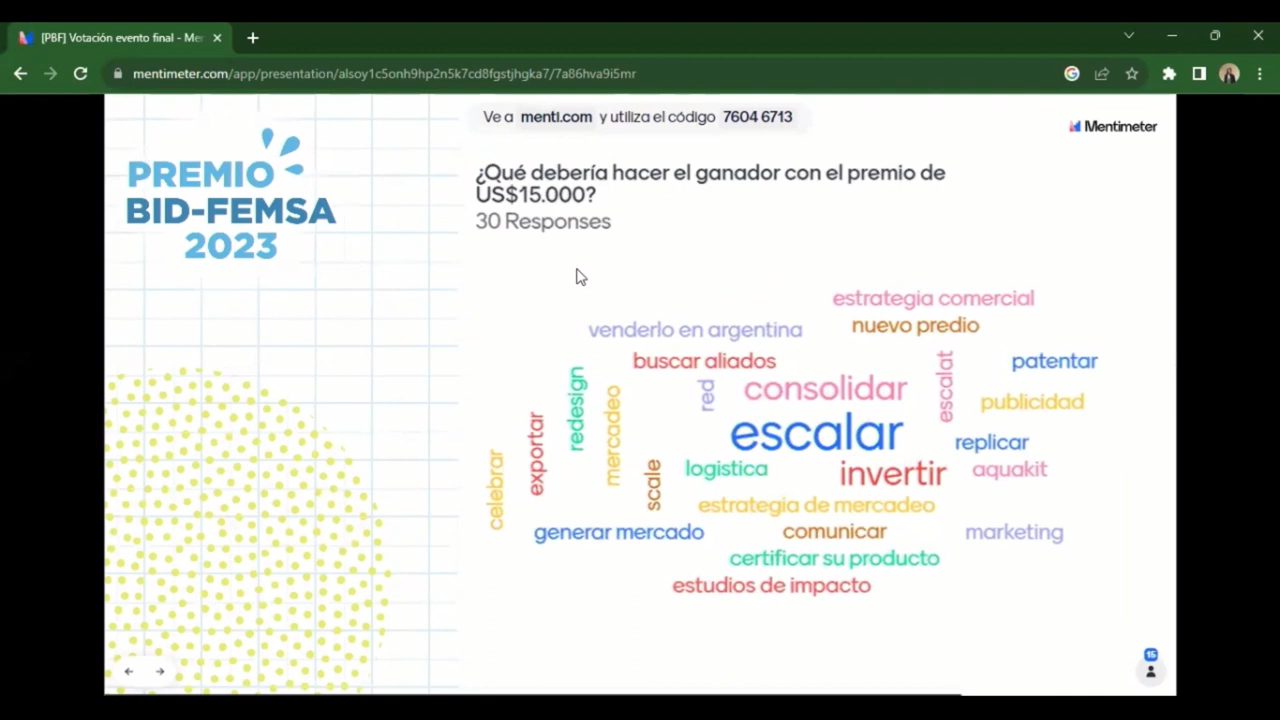 [PBF] Votación evento final - Me
mentimeter.com/app/presentation/alsoy1c5onh9hp2n5k7cd8fgstjhgka7/7a86hva9i5mr
PREMIO
BID-FEMSA
2023
Ve a menti.com y utiliza el código 7604 6713
Mentimeter
¿Qué debería hacer el ganador con el premio de
US$15.000?
30 Responses
estrategia comercial
nuevo predio
venderlo en argentina
buscar aliados
patentar
escalat
red
consolidar
redesign
mercadeo
publicidad
escalar
exportar
replicar
celebrar
scale
logistica
invertir
aquakit
estrategia de mercadeo
generar mercado
comunicar
marketing
certificar su producto
estudios de impacto
15